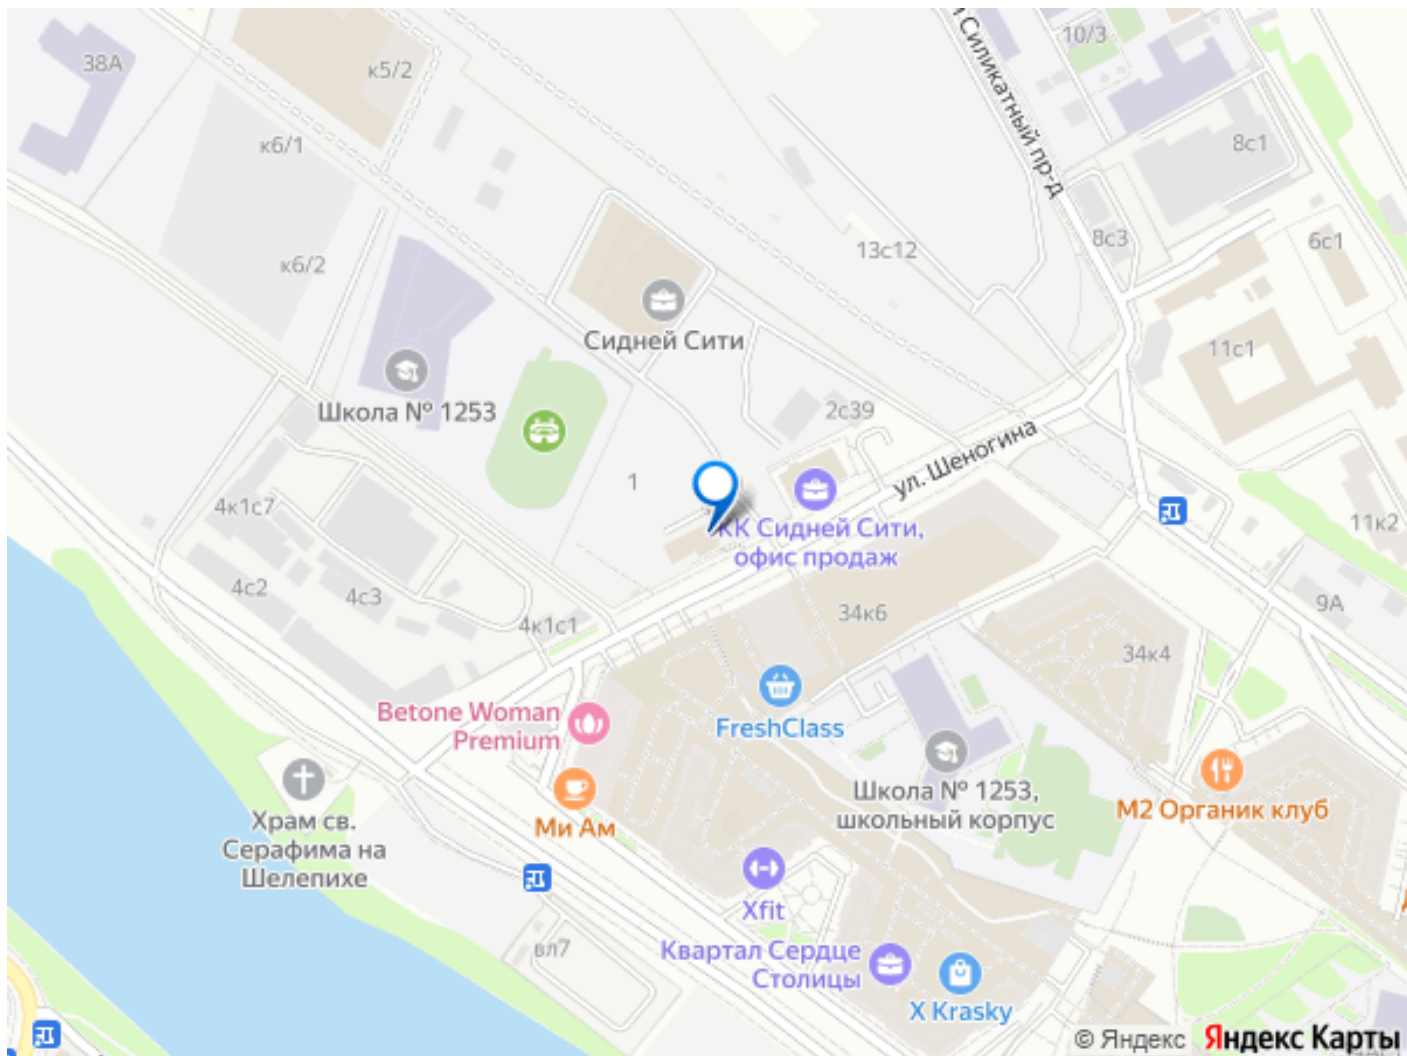 38А
к5/2
10/3
й Силикатный пр-д
к6/1
8с1
к6/2
13с12
8с3
6с1
Сидней Сити
11с1
Школа № 1253
2с39
ул. Шеногина
1
4к1с7
11к2
КК Сидней Сити,
офис продаж
4с2
4с3
4к1с1
34к6
9А
34к4
Betone Woman
Premium
FreshClass
Школа № 1253,
школьный корпус
М2 Органик клуб
Ми Ам
Храм св.
Серафима на
Шелепихе
Xfit
вл7
Квартал Сердце
Столицы
X Krasky
© Яндекс Яндекс Карты